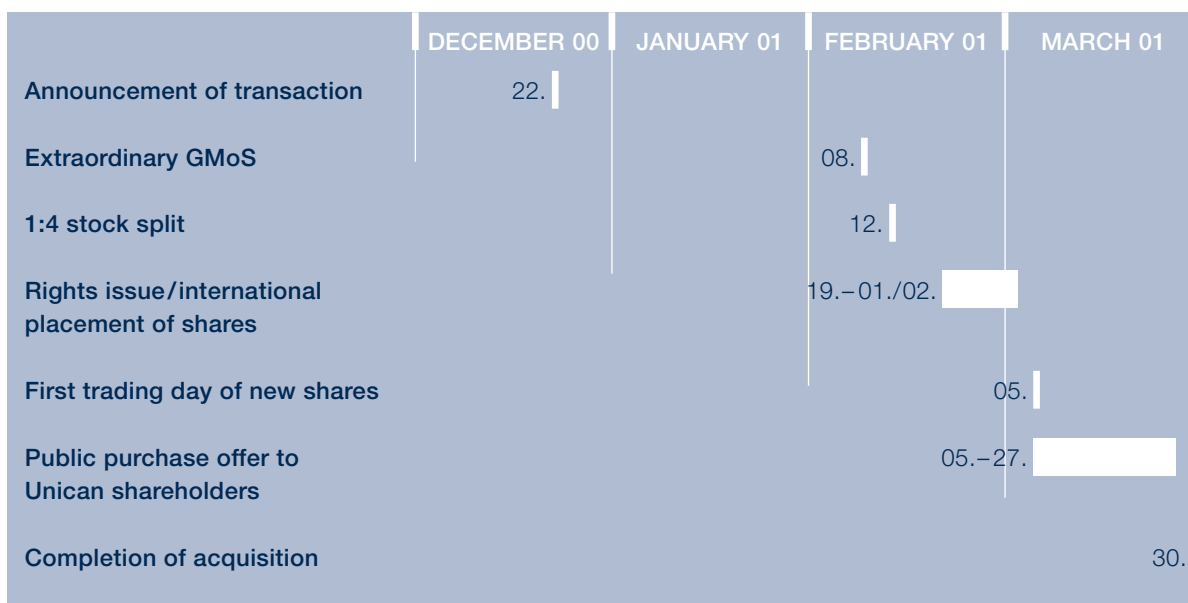 DECEMBER 00 JANUARY 01 FEBRUARY 01 MARCH 01
Announcement of transaction 22.
Extraordinary GMoS 08.
1:4 stock split 12.
Rights issue/international 19.–01./02.
placement of shares
First trading day of new shares 05.
Public purchase offer to 05.–27.
Unican shareholders
Completion of acquisition 30.